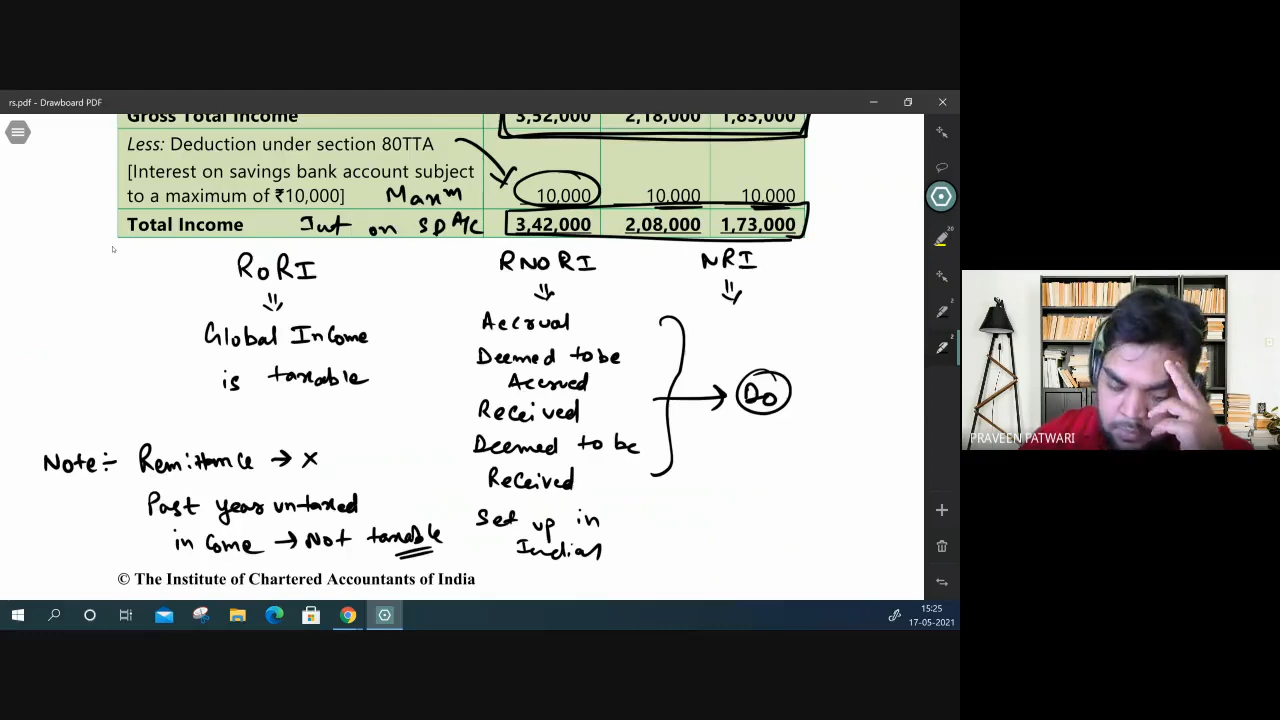 rs.pdf - Drawboard PDF
Gross Total Income 3,52,000 2,18,000 1,83,000
Less: Deduction under section 80TTA
[Interest on savings bank account subject
to a maximum of ₹10,000] Maxm 10,000 10,000 10,000
Total Income Int on SB A/C 3,42,000 2,08,000 1,73,000
RORI RNORI NRI
Global Income
is taxable
Accrual
Deemed to be
Accrued
Received
Deemed to be
Received
Set up in
India
Do
Note:- Remittance → X
Past year untaxed
income → Not taxable
© The Institute of Chartered Accountants of India
PRAVEEN PATWARI
20
2
2
15:25
17-05-2021